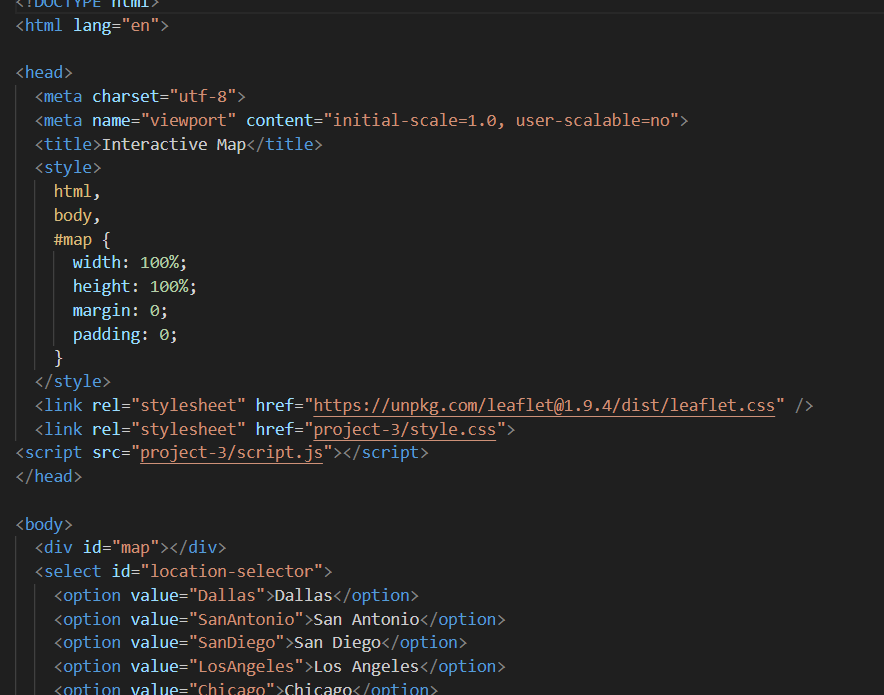 <!DOCTYPE html>
<html lang="en">
<head>
<meta charset="utf-8">
<meta name="viewport" content="initial-scale=1.0, user-scalable=no">
<title>Interactive Map</title>
<style>
html,
body,
#map {
width: 100%;
height: 100%;
margin: 0;
padding: 0;
}
</style>
<link rel="stylesheet" href="https://unpkg.com/leaflet@1.9.4/dist/leaflet.css" />
<link rel="stylesheet" href="project-3/style.css">
<script src="project-3/script.js"></script>
</head>
<body>
<div id="map"></div>
<select id="location-selector">
<option value="Dallas">Dallas</option>
<option value="SanAntonio">San Antonio</option>
<option value="SanDiego">San Diego</option>
<option value="LosAngeles">Los Angeles</option>
<option value="Chicago">Chicago</option>